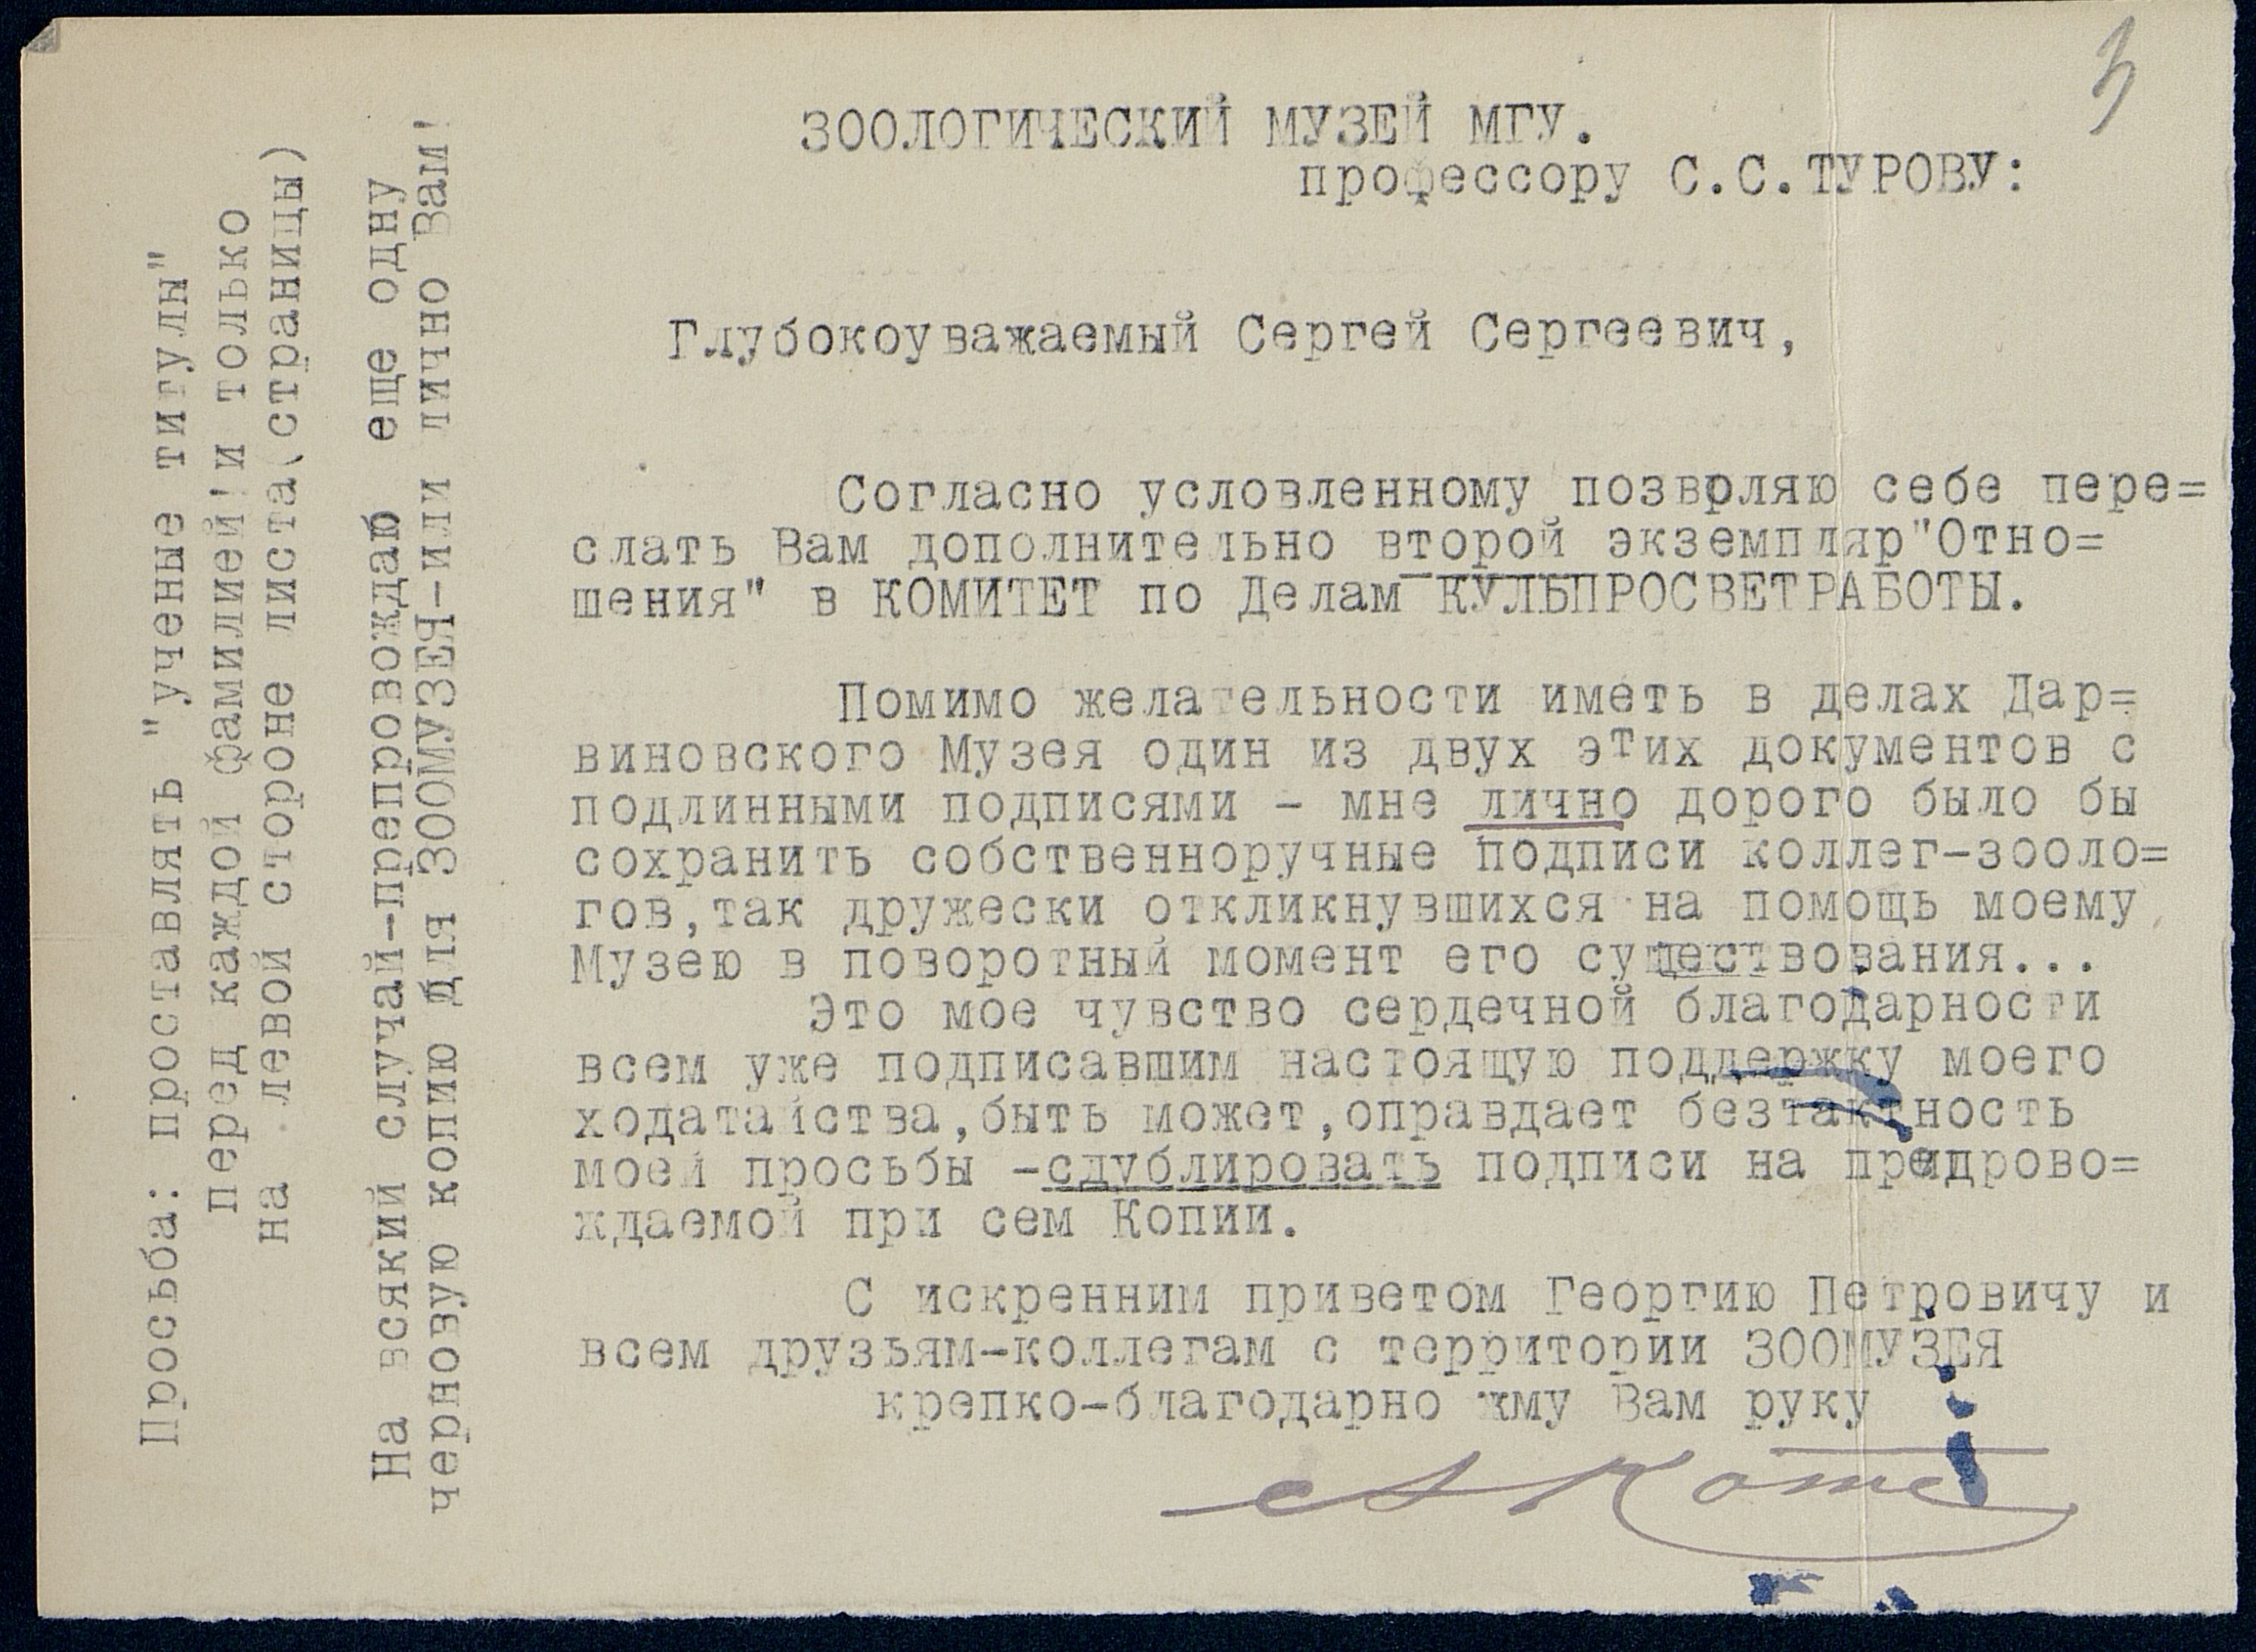 3
ЗООЛОГИЧЕСКИЙ МУЗЕЙ МГУ.
профессору С.С.ТУРОВУ:
Глубокоуважаемый Сергей Сергеевич,
Согласно условленному позволяю себе пере=
слать Вам дополнительно второй экземпляр"Отно=
шения" в КОМИТЕТ по Делам КУЛЬПРОСВЕТРАБОТЫ.
Помимо желательности иметь в делах Дар=
виновского Музея один из двух этих документов с
подлинными подписями - мне лично дорого было бы
сохранить собственноручные подписи коллег-зооло=
гов,так дружески откликнувшихся на помощь моему
Музею в поворотный момент его существования...
Это мое чувство сердечной благодарности
всем уже подписавшим настоящую поддержку моего
ходатайства,быть может,оправдает безтактность
моей просьбы -сдублировать подписи на
ждаемой при сем Копии.
С искренним приветом Георгию Петровичу и
всем друзьям-коллегам с территории ЗООМУЗЕЯ
крепко-благодарно жму Вам руку
А Котс
Просьба: проставлять "ученые титулы"
перед каждой фамилией!и только
на левой стороне листа(страницы)
На всякий случай-препровождаю еще одну
черновую копию для ЗООМУЗЕЯ-или лично Вам!